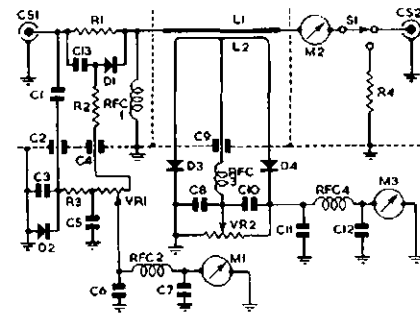 CS1
R1
L1
M2
S1
CS2
C13
D1
L2
C1
R2
RFC 1
R4
C2
C4
C9
C3
R3
VR1
D3
RFC 3
D4
C8
C10
RFC4
M3
D2
C5
VR2
C11
C12
RFC2
M1
C6
C7